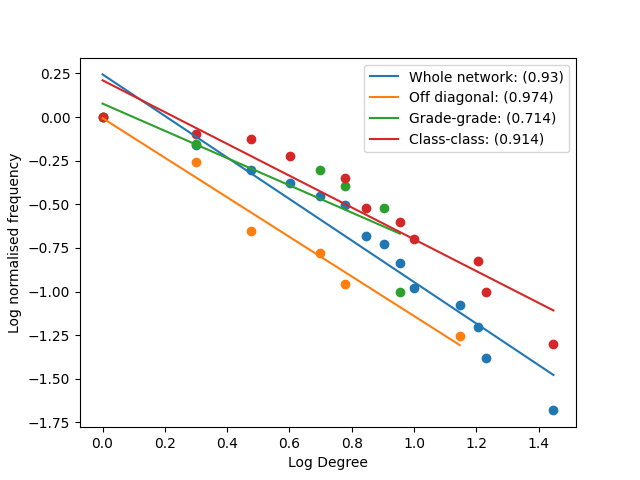 Whole network: (0.93)
Off diagonal: (0.974)
Grade-grade: (0.714)
Class-class: (0.914)
Log normalised frequency
0.25
0.00
−0.25
−0.50
−0.75
−1.00
−1.25
−1.50
−1.75
0.0 0.2 0.4 0.6 0.8 1.0 1.2 1.4
Log Degree